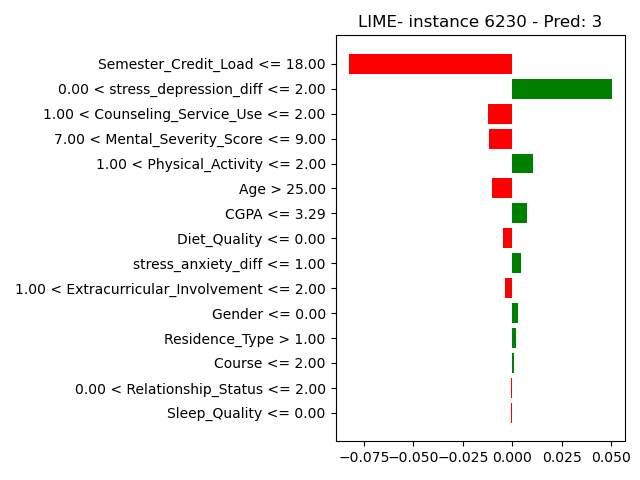 LIME- instance 6230 - Pred: 3
Semester_Credit_Load <= 18.00
0.00 < stress_depression_diff <= 2.00
1.00 < Counseling_Service_Use <= 2.00
7.00 < Mental_Severity_Score <= 9.00
1.00 < Physical_Activity <= 2.00
Age > 25.00
CGPA <= 3.29
Diet_Quality <= 0.00
stress_anxiety_diff <= 1.00
1.00 < Extracurricular_Involvement <= 2.00
Gender <= 0.00
Residence_Type > 1.00
Course <= 2.00
0.00 < Relationship_Status <= 2.00
Sleep_Quality <= 0.00
−0.075 −0.050 −0.025 0.000 0.025 0.050